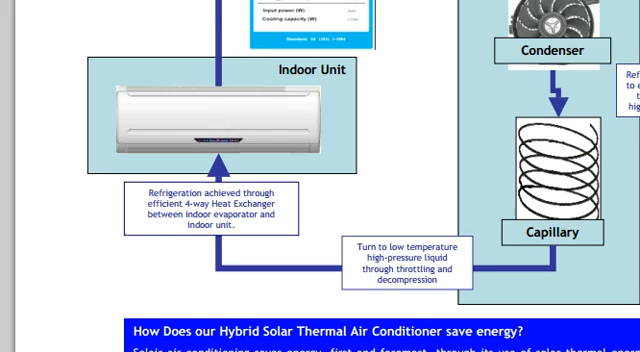 Input power (W)
Cooling capacity (W)
Indoor Unit
Condenser
Capillary
Refrigeration achieved through
efficient 4-way Heat Exchanger
between indoor evaporator and
indoor unit.
Turn to low temperature
high-pressure liquid
through throttling and
decompression
How Does our Hybrid Solar Thermal Air Conditioner save energy?